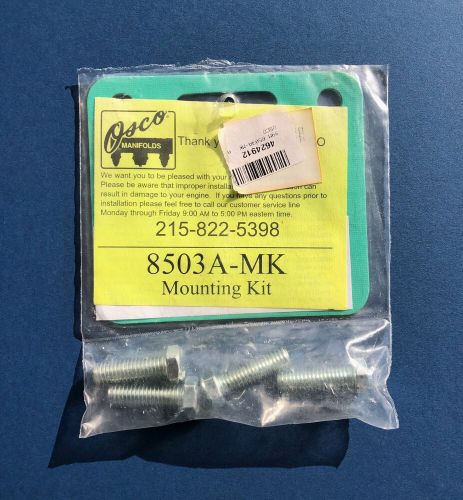 Osco
MANIFOLDS
Thank
4624912
We want you to be pleased with your
Please be aware that improper installa can
result in damage to your engine. If you have any questions prior to
installation please feel free to call our customer service line
Monday through Friday 9:00 AM to 5:00 PM eastern time.
215-822-5398
8503A-MK
Mounting Kit